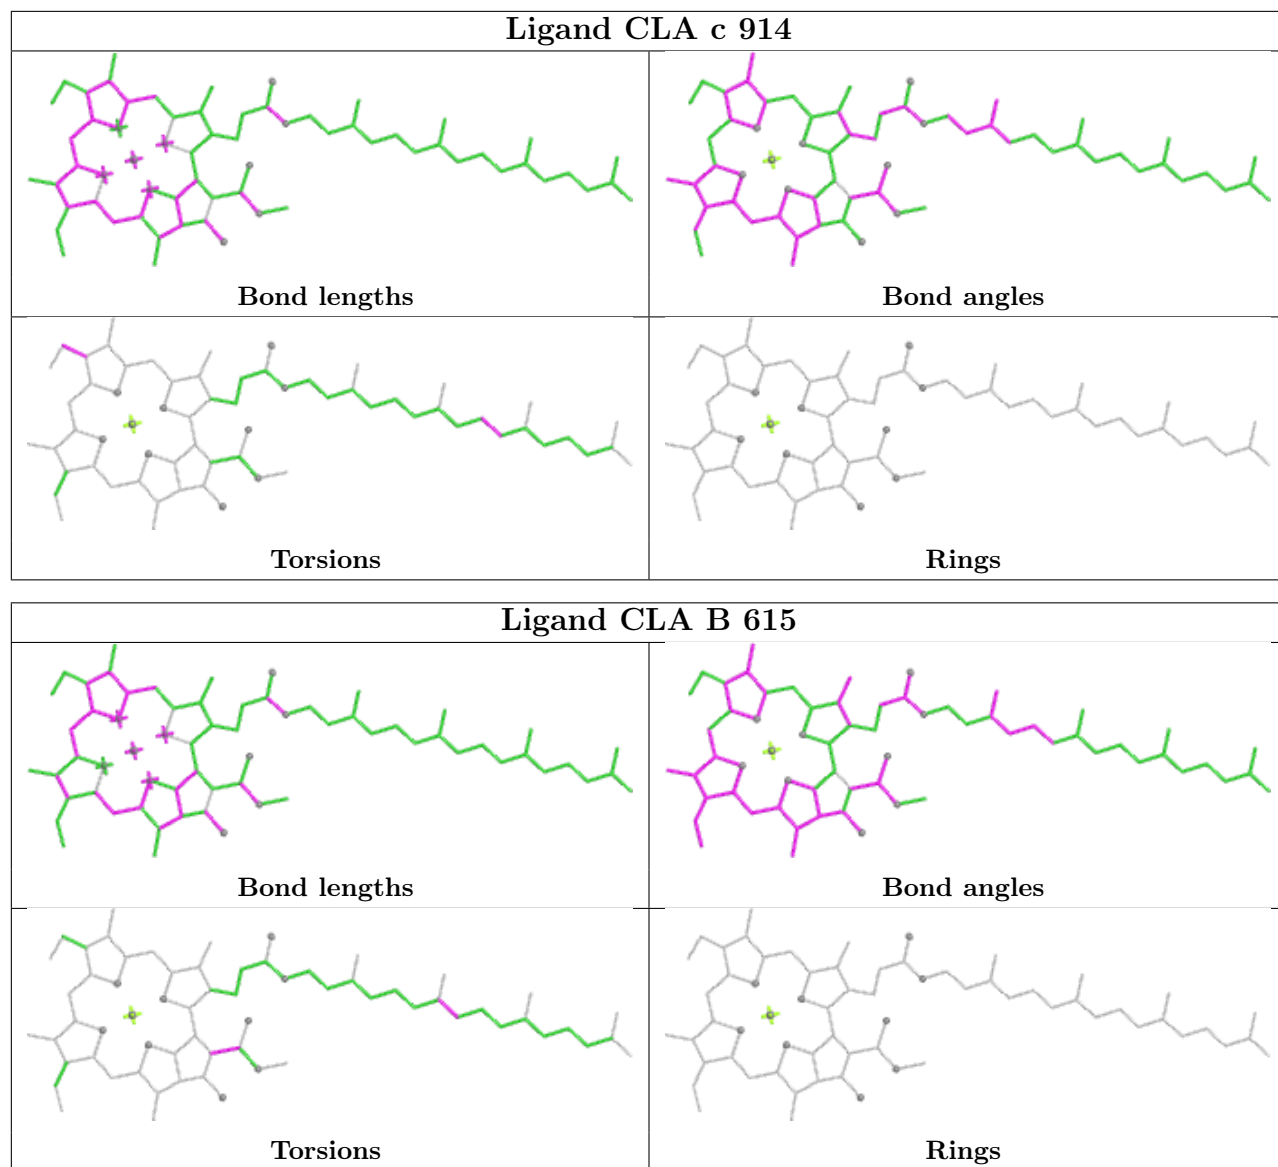 Ligand CLA c 914
Bond lengths
Bond angles
Torsions
Rings
Ligand CLA B 615
Bond lengths
Bond angles
Torsions
Rings